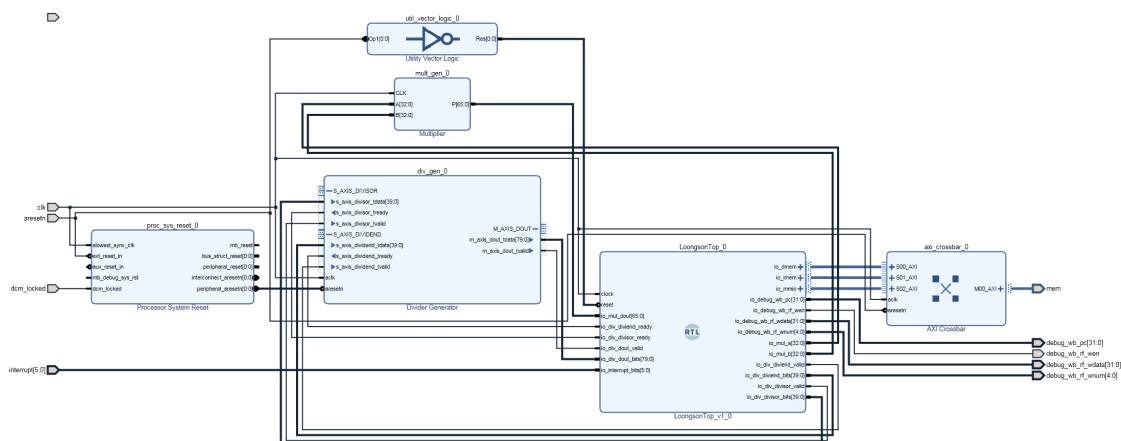 util_vector_logic_0
Op1[0:0]
Res[0:0]
Utility Vector Logic
mult_gen_0
CLK
A[32:0]
B[32:0]
P[65:0]
Multiplier
div_gen_0
S_AXIS_DIVISOR
s_axis_divisor_tdata[39:0]
s_axis_divisor_tready
s_axis_divisor_tvalid
S_AXIS_DIVIDEND
s_axis_dividend_tdata[39:0]
s_axis_dividend_tready
s_axis_dividend_tvalid
aclk
aresetn
M_AXIS_DOUT
m_axis_dout_tdata[79:0]
m_axis_dout_tvalid
Divider Generator
clk
aresetn
dcm_locked
interrupt[5:0]
proc_sys_reset_0
slowest_sync_clk
ext_reset_in
aux_reset_in
mb_debug_sys_rst
dcm_locked
mb_reset
bus_struct_reset[0:0]
peripheral_reset[0:0]
interconnect_aresetn[0:0]
peripheral_aresetn[0:0]
Processor System Reset
LoongsonTop_0
clock
reset
io_mul_dout[65:0]
io_div_diviend_ready
io_div_divisor_ready
io_div_dout_valid
io_div_dout_bits[79:0]
io_interrupt_bits[5:0]
RTL
io_dmem
io_imem
io_mmio
io_debug_wb_pc[31:0]
io_debug_wb_rf_wen
io_debug_wb_rf_wdata[31:0]
io_debug_wb_rf_wnum[4:0]
io_mul_a[32:0]
io_mul_b[32:0]
io_div_diviend_valid
io_div_diviend_bits[39:0]
io_div_divisor_valid
io_div_divisor_bits[39:0]
LoongsonTop_v1_0
axi_crossbar_0
S00_AXI
S01_AXI
S02_AXI
aclk
aresetn
M00_AXI
AXI Crossbar
mem
debug_wb_pc[31:0]
debug_wb_rf_wen
debug_wb_rf_wdata[31:0]
debug_wb_rf_wnum[4:0]